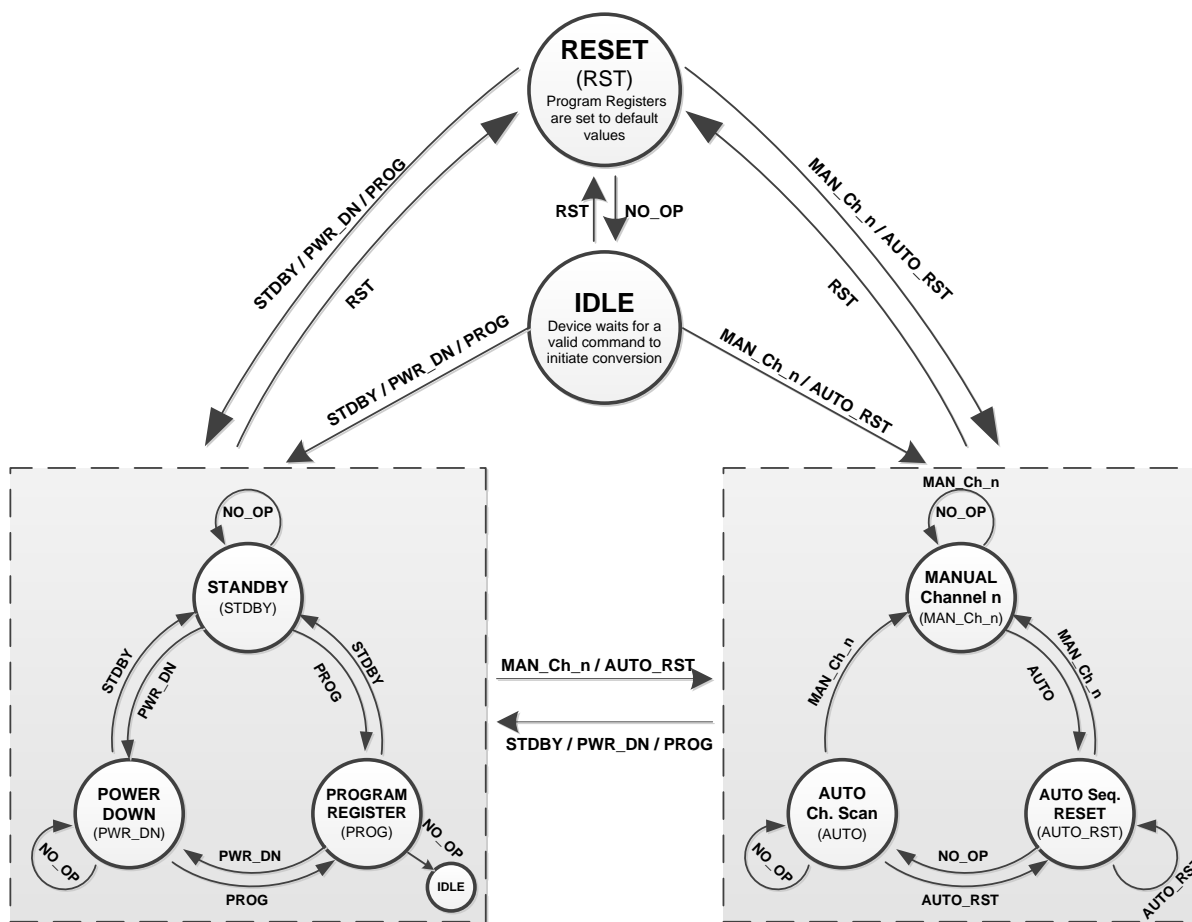 RESET
(RST)
Program Registers
are set to default
values
STDBY / PWR_DN / PROG
RST
RST
NO_OP
MAN_Ch_n / AUTO_RST
RST
IDLE
Device waits for a
valid command to
initiate conversion
STDBY / PWR_DN / PROG
MAN_Ch_n / AUTO_RST
NO_OP
STANDBY
(STDBY)
STDBY
PWR_DN
PROG
STDBY
POWER
DOWN
(PWR_DN)
PROGRAM
REGISTER
(PROG)
NO_OP
PWR_DN
PROG
NO_OP
IDLE
MAN_Ch_n / AUTO_RST
STDBY / PWR_DN / PROG
MAN_Ch_n
NO_OP
MANUAL
Channel n
(MAN_Ch_n)
MAN_Ch_n
AUTO
MAN_Ch_n
AUTO
Ch. Scan
(AUTO)
AUTO Seq.
RESET
(AUTO_RST)
NO_OP
NO_OP
AUTO_RST
AUTO_RST